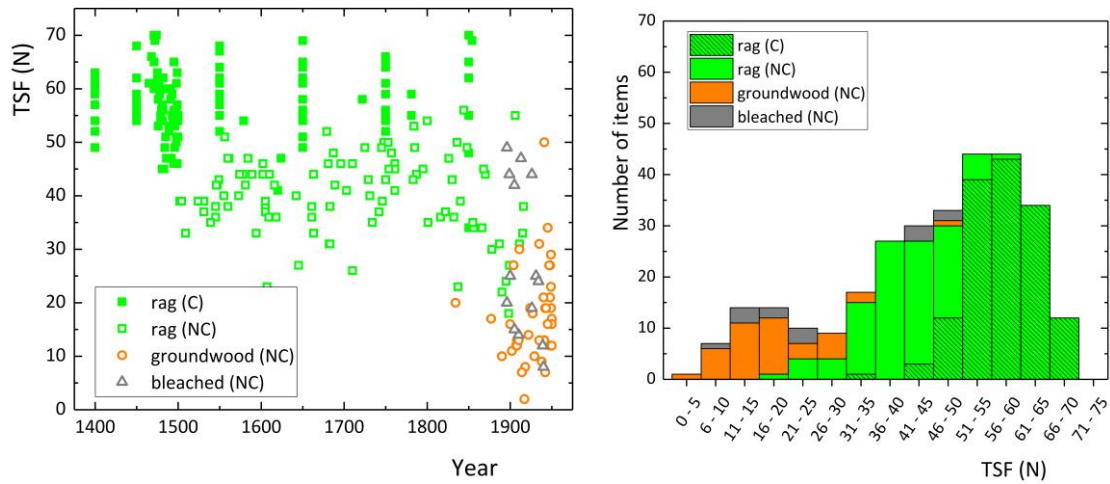 TSF (N)
70
60
50
40
30
20
10
0
rag (C)
rag (NC)
groundwood (NC)
bleached (NC)
1400 1500 1600 1700 1800 1900
Year
Number of items
70
60
50
40
30
20
10
0
rag (C)
rag (NC)
groundwood (NC)
bleached (NC)
0 - 5
6 - 10
11 - 15
16 - 20
21 - 25
26 - 30
31 - 35
36 - 40
41 - 45
46 - 50
51 - 55
56 - 60
61 - 65
66 - 70
71 - 75
TSF (N)